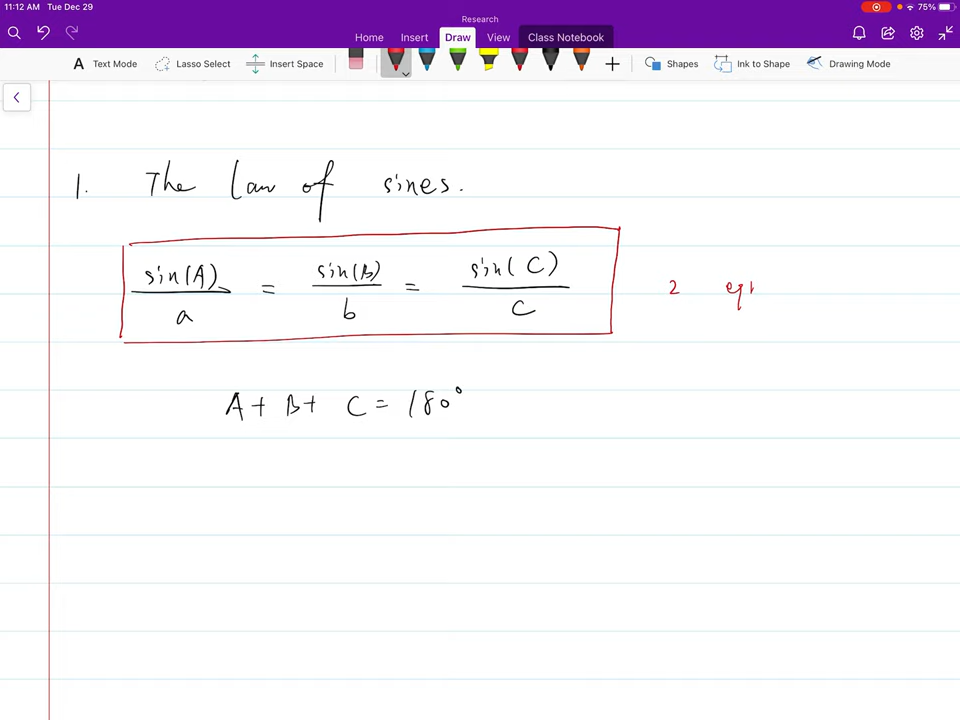 11:12 AM Tue Dec 29
75%
Research
Home Insert Draw View Class Notebook
A Text Mode Lasso Select Insert Space Shapes Ink to Shape Drawing Mode
1. The Law of sines.
sin(A)/a = sin(B)/b = sin(C)/c
2
A + B + C = 180°